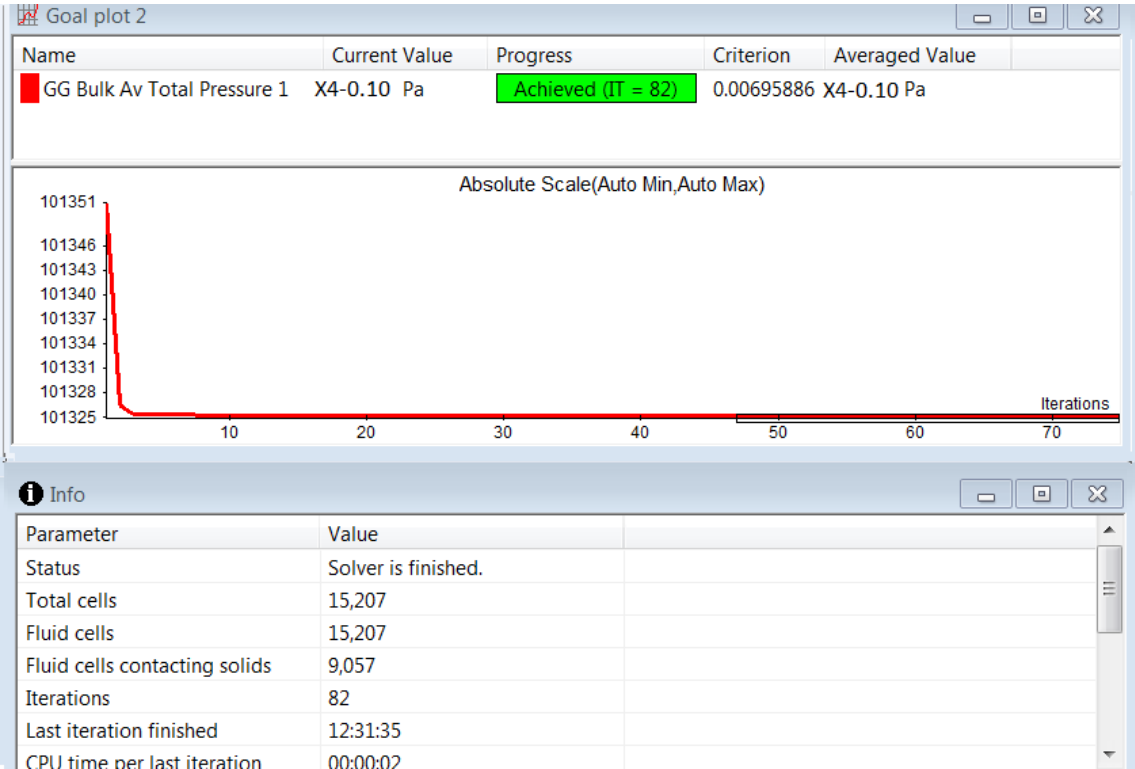 Goal plot 2
Name Current Value Progress Criterion Averaged Value
GG Bulk Av Total Pressure 1 X4-0.10 Pa Achieved (IT = 82) 0.00695886 X4-0.10 Pa
Absolute Scale(Auto Min,Auto Max)
101351
101346
101343
101340
101337
101334
101331
101328
101325
Iterations
10 20 30 40 50 60 70
Info
Parameter Value
Status Solver is finished.
Total cells 15,207
Fluid cells 15,207
Fluid cells contacting solids 9,057
Iterations 82
Last iteration finished 12:31:35
CPU time per last iteration 00:00:02